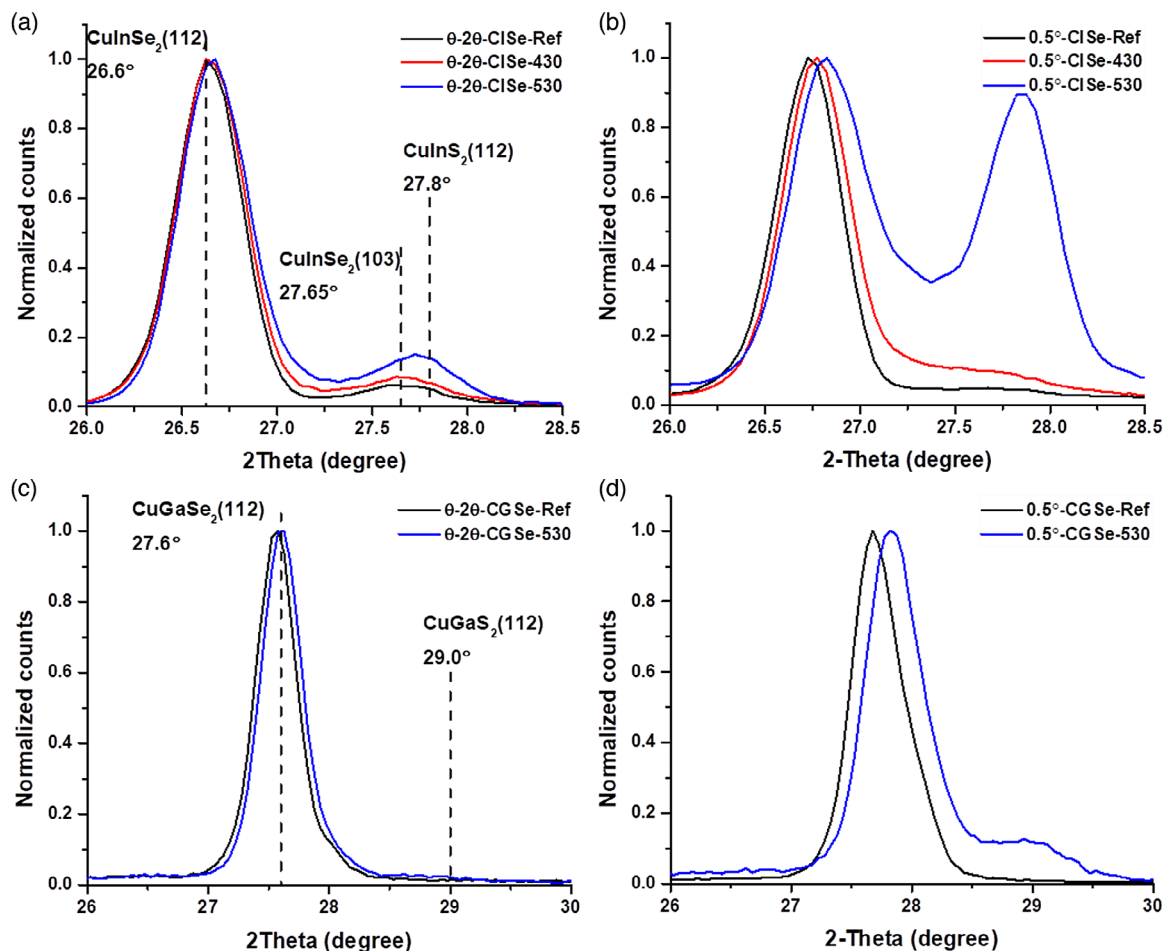 (a)
CuInSe₂(112)
26.6°
θ-2θ-CISe-Ref
θ-2θ-CISe-430
θ-2θ-CISe-530
CuInS₂(112)
27.8°
CuInSe₂(103)
27.65°
1.0
0.8
0.6
0.4
0.2
0.0
Normalized counts
26.0 26.5 27.0 27.5 28.0 28.5
2Theta (degree)
(b)
0.5°-CISe-Ref
0.5°-CISe-430
0.5°-CISe-530
1.0
0.8
0.6
0.4
0.2
0.0
Normalized counts
26.0 26.5 27.0 27.5 28.0 28.5
2-Theta (degree)
(c)
CuGaSe₂(112)
27.6°
θ-2θ-CGSe-Ref
θ-2θ-CGSe-530
CuGaS₂(112)
29.0°
1.0
0.8
0.6
0.4
0.2
0.0
Normalized counts
26 27 28 29 30
2Theta (degree)
(d)
0.5°-CGSe-Ref
0.5°-CGSe-530
1.0
0.8
0.6
0.4
0.2
0.0
Normalized counts
26 27 28 29 30
2-Theta (degree)